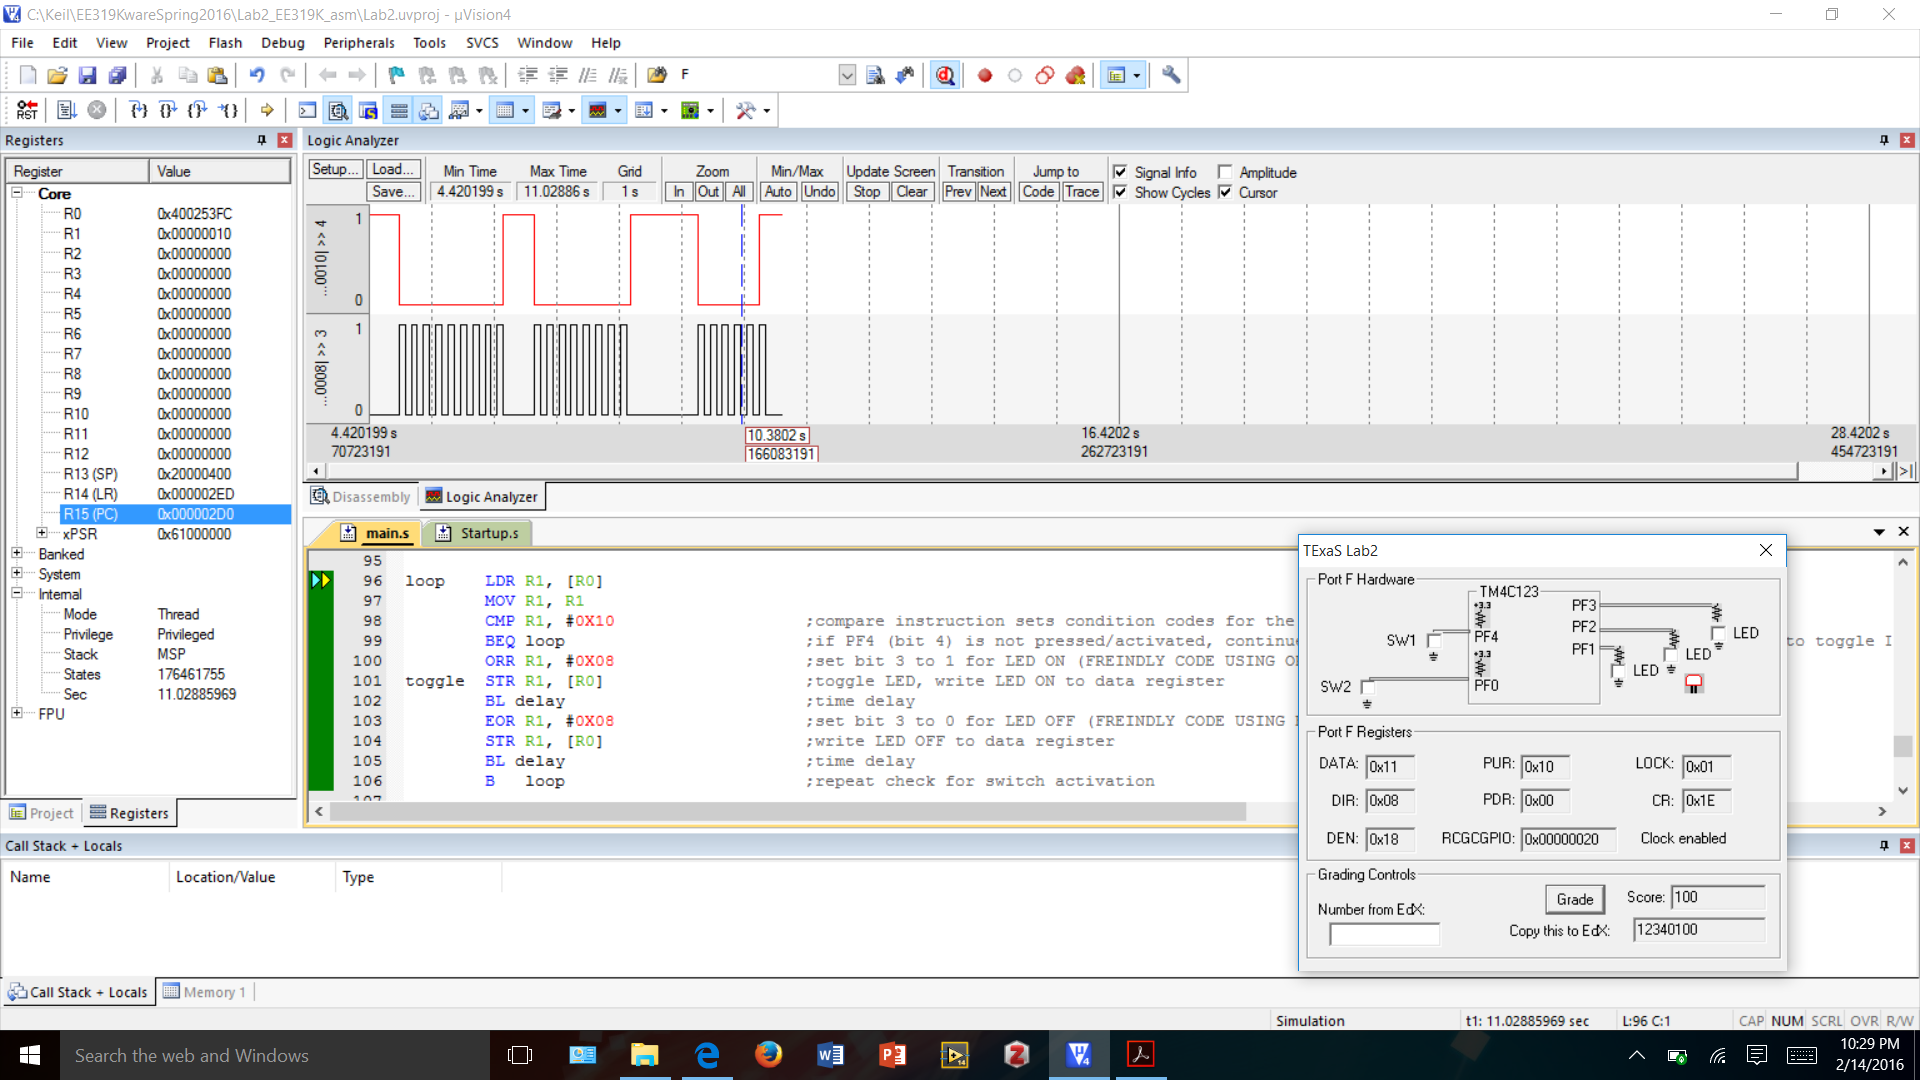 C:\Keil\EE319KwareSpring2016\Lab2_EE319K_asm\Lab2.uvproj - µVision4
File Edit View Project Flash Debug Peripherals Tools SVCS Window Help
F
RST
Registers
Register Value
Core
R0 0x400253FC
R1 0x00000010
R2 0x00000000
R3 0x00000000
R4 0x00000000
R5 0x00000000
R6 0x00000000
R7 0x00000000
R8 0x00000000
R9 0x00000000
R10 0x00000000
R11 0x00000000
R12 0x00000000
R13 (SP) 0x20000400
R14 (LR) 0x000002ED
R15 (PC) 0x000002D0
xPSR 0x61000000
Banked
System
Internal
Mode Thread
Privilege Privileged
Stack MSP
States 176461755
Sec 11.02885969
FPU
Project Registers
Logic Analyzer
Setup... Load... Min Time Max Time Grid Zoom Min/Max Update Screen Transition Jump to Signal Info Amplitude
Save... 4.420199 s 11.02886 s 1 s In Out All Auto Undo Stop Clear Prev Next Code Trace Show Cycles Cursor
1
...0010| >> 4
0
1
...0008| >> 3
0
4.420199 s 10.3802 s 16.4202 s 28.4202 s
70723191 166083191 262723191 454723191
Disassembly Logic Analyzer
main.s Startup.s
95
96 loop LDR R1, [R0]
97 MOV R1, R1
98 CMP R1, #0X10 ;compare instruction sets condition codes for the
99 BEQ loop ;if PF4 (bit 4) is not pressed/activated, continue to toggle I
100 ORR R1, #0X08 ;set bit 3 to 1 for LED ON (FREINDLY CODE USING O
101 toggle STR R1, [R0] ;toggle LED, write LED ON to data register
102 BL delay ;time delay
103 EOR R1, #0X08 ;set bit 3 to 0 for LED OFF (FREINDLY CODE USING
104 STR R1, [R0] ;write LED OFF to data register
105 BL delay ;time delay
106 B loop ;repeat check for switch activation
107
TExaS Lab2
Port F Hardware
TM4C123
+3.3 PF3
PF2 LED
SW1 PF4 PF1 LED
+3.3 LED
SW2 PF0
Port F Registers
DATA: 0x11 PUR: 0x10 LOCK: 0x01
DIR: 0x08 PDR: 0x00 CR: 0x1E
DEN: 0x18 RCGCGPIO: 0x00000020 Clock enabled
Grading Controls
Grade Score: 100
Number from EdX:
Copy this to EdX: 12340100
Call Stack + Locals
Name Location/Value Type
Call Stack + Locals Memory 1
Simulation t1: 11.02885969 sec L:96 C:1 CAP NUM SCRL OVR R/W
Search the web and Windows
10:29 PM
2/14/2016